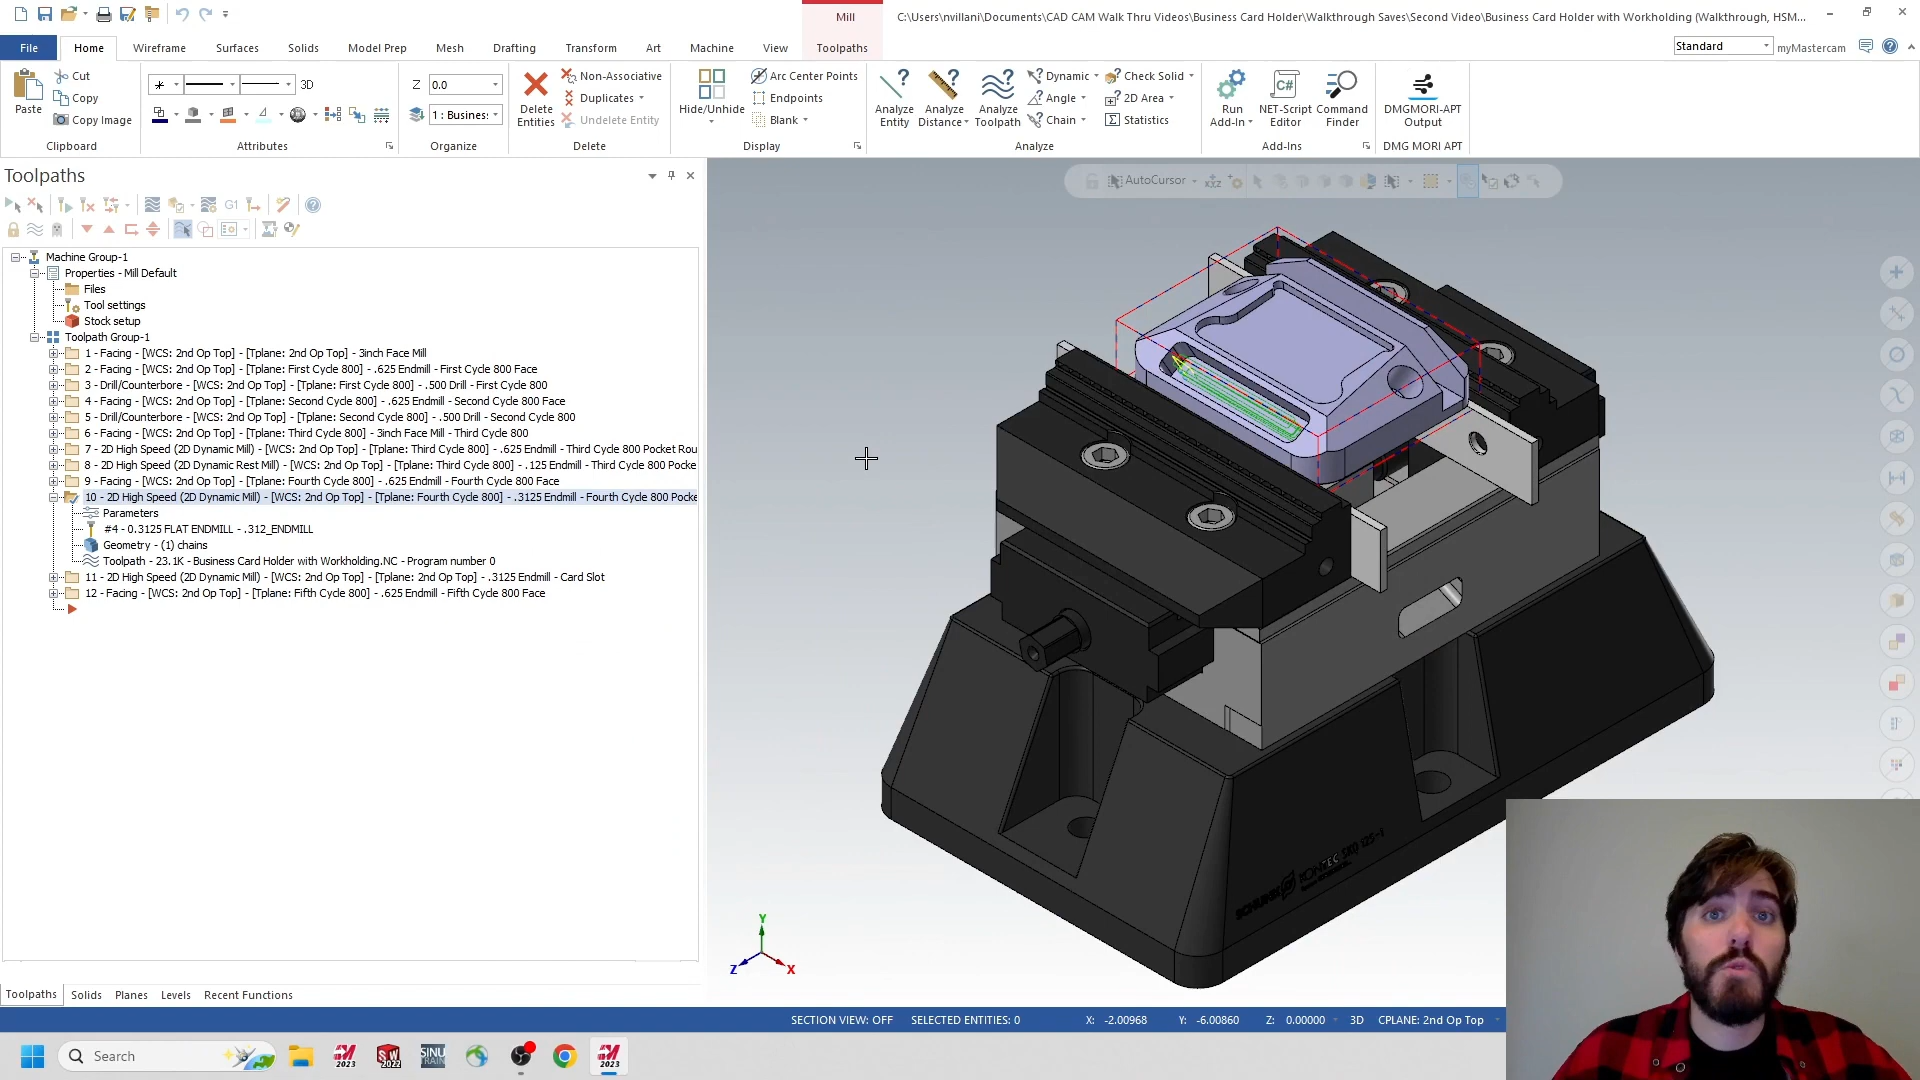 Mill
C:\Users\nvillani\Documents\CAD CAM Walk Thru Videos\Business Card Holder\Walkthrough Saves\Second Video\Business Card Holder with Workholding (Walkthrough, HSM...
File
Home
Wireframe
Surfaces
Solids
Model Prep
Mesh
Drafting
Transform
Art
Machine
View
Toolpaths
Standard
myMastercam
Paste
Cut
Copy
Copy Image
Clipboard
3D
Attributes
Z
0.0
1 : Busines:
Organize
Delete Entities
Non-Associative
Duplicates
Undelete Entity
Delete
Hide/Unhide
Arc Center Points
Endpoints
Blank
Display
Analyze Entity
Analyze Distance
Analyze Toolpath
Dynamic
Angle
Chain
Check Solid
2D Area
Statistics
Analyze
Run Add-In
C#
NET-Script Editor
Command Finder
Add-Ins
DMGMORI-APT Output
DMG MORI APT
Toolpaths
G1
AutoCursor
Machine Group-1
Properties - Mill Default
Files
Tool settings
Stock setup
Toolpath Group-1
1 - Facing - [WCS: 2nd Op Top] - [Tplane: 2nd Op Top] - 3inch Face Mill
2 - Facing - [WCS: 2nd Op Top] - [Tplane: First Cycle 800] - .625 Endmill - First Cycle 800 Face
3 - Drill/Counterbore - [WCS: 2nd Op Top] - [Tplane: First Cycle 800] - .500 Drill - First Cycle 800
4 - Facing - [WCS: 2nd Op Top] - [Tplane: Second Cycle 800] - .625 Endmill - Second Cycle 800 Face
5 - Drill/Counterbore - [WCS: 2nd Op Top] - [Tplane: Second Cycle 800] - .500 Drill - Second Cycle 800
6 - Facing - [WCS: 2nd Op Top] - [Tplane: Third Cycle 800] - 3inch Face Mill - Third Cycle 800
7 - 2D High Speed (2D Dynamic Mill) - [WCS: 2nd Op Top] - [Tplane: Third Cycle 800] - .625 Endmill - Third Cycle 800 Pocket Rou
8 - 2D High Speed (2D Dynamic Rest Mill) - [WCS: 2nd Op Top] - [Tplane: Third Cycle 800] - .125 Endmill - Third Cycle 800 Pocke
9 - Facing - [WCS: 2nd Op Top] - [Tplane: Fourth Cycle 800] - .625 Endmill - Fourth Cycle 800 Face
10 - 2D High Speed (2D Dynamic Mill) - [WCS: 2nd Op Top] - [Tplane: Fourth Cycle 800] - .3125 Endmill - Fourth Cycle 800 Pocke
Parameters
#4 - 0.3125 FLAT ENDMILL - .312_ENDMILL
Geometry - (1) chains
Toolpath - 23.1K - Business Card Holder with Workholding.NC - Program number 0
11 - 2D High Speed (2D Dynamic Mill) - [WCS: 2nd Op Top] - [Tplane: 2nd Op Top] - .3125 Endmill - Card Slot
12 - Facing - [WCS: 2nd Op Top] - [Tplane: Fifth Cycle 800] - .625 Endmill - Fifth Cycle 800 Face
SCHUNK
Y
Z
X
Toolpaths
Solids
Planes
Levels
Recent Functions
SECTION VIEW: OFF
SELECTED ENTITIES: 0
X: -2.00968
Y: -6.00860
Z: 0.00000
3D
CPLANE: 2nd Op Top
Search
2023
SW 2022
SINU TRAIN
2023